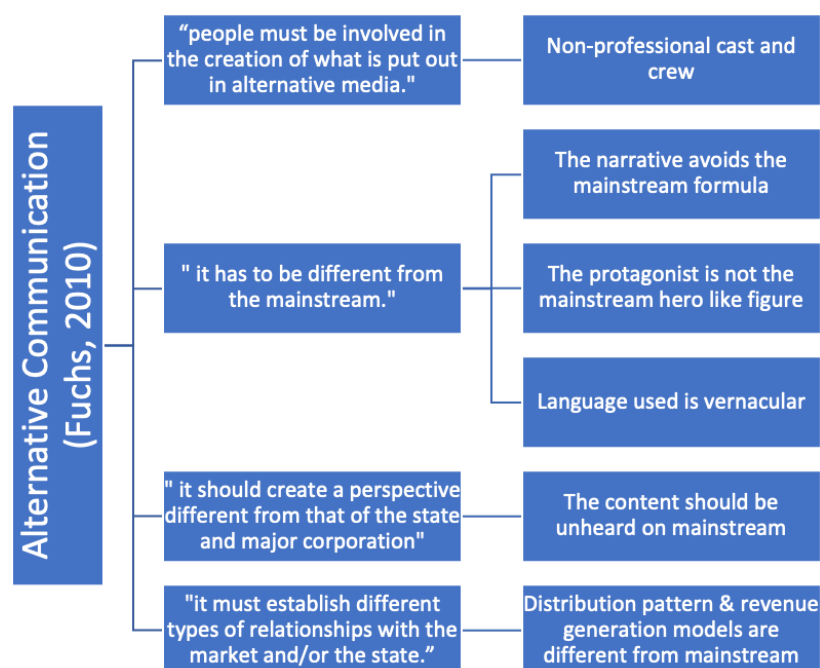 Alternative Communication
(Fuchs, 2010)
“people must be involved in
the creation of what is put out
in alternative media."
Non-professional cast and
crew
" it has to be different from
the mainstream."
The narrative avoids the
mainstream formula
The protagonist is not the
mainstream hero like figure
Language used is vernacular
" it should create a perspective
different from that of the state
and major corporation"
The content should be
unheard on mainstream
"it must establish different
types of relationships with the
market and/or the state.”
Distribution pattern & revenue
generation models are
different from mainstream